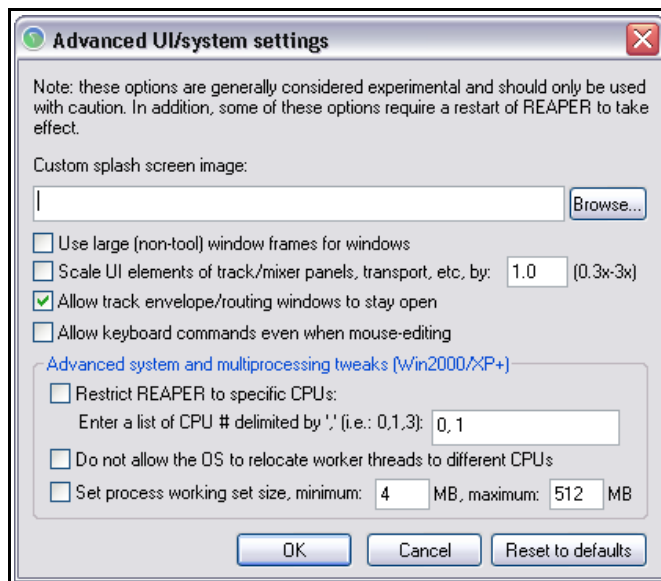 Advanced UI/system settings
Note: these options are generally considered experimental and should only be used
with caution. In addition, some of these options require a restart of REAPER to take
effect.
Custom splash screen image:
Browse...
Use large (non-tool) window frames for windows
Scale UI elements of track/mixer panels, transport, etc, by: 1.0 (0.3x-3x)
Allow track envelope/routing windows to stay open
Allow keyboard commands even when mouse-editing
Advanced system and multiprocessing tweaks (Win2000/XP+)
Restrict REAPER to specific CPUs:
Enter a list of CPU # delimited by ',' (i.e.: 0,1,3): 0, 1
Do not allow the OS to relocate worker threads to different CPUs
Set process working set size, minimum: 4 MB, maximum: 512 MB
OK Cancel Reset to defaults